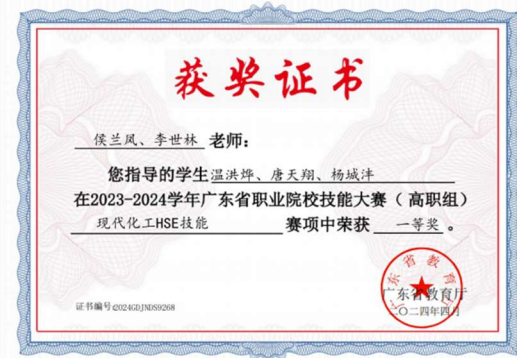 获奖证书
侯兰凤、李世林 老师:
您指导的学生温洪烨、唐天翔、杨城沣
在2023-2024学年广东省职业院校技能大赛（高职组）
现代化工HSE技能 赛项中荣获 一等奖 。
广东省教育厅
广东省教育厅
二〇二四年四月
证书编号:2024GDJNDS9268